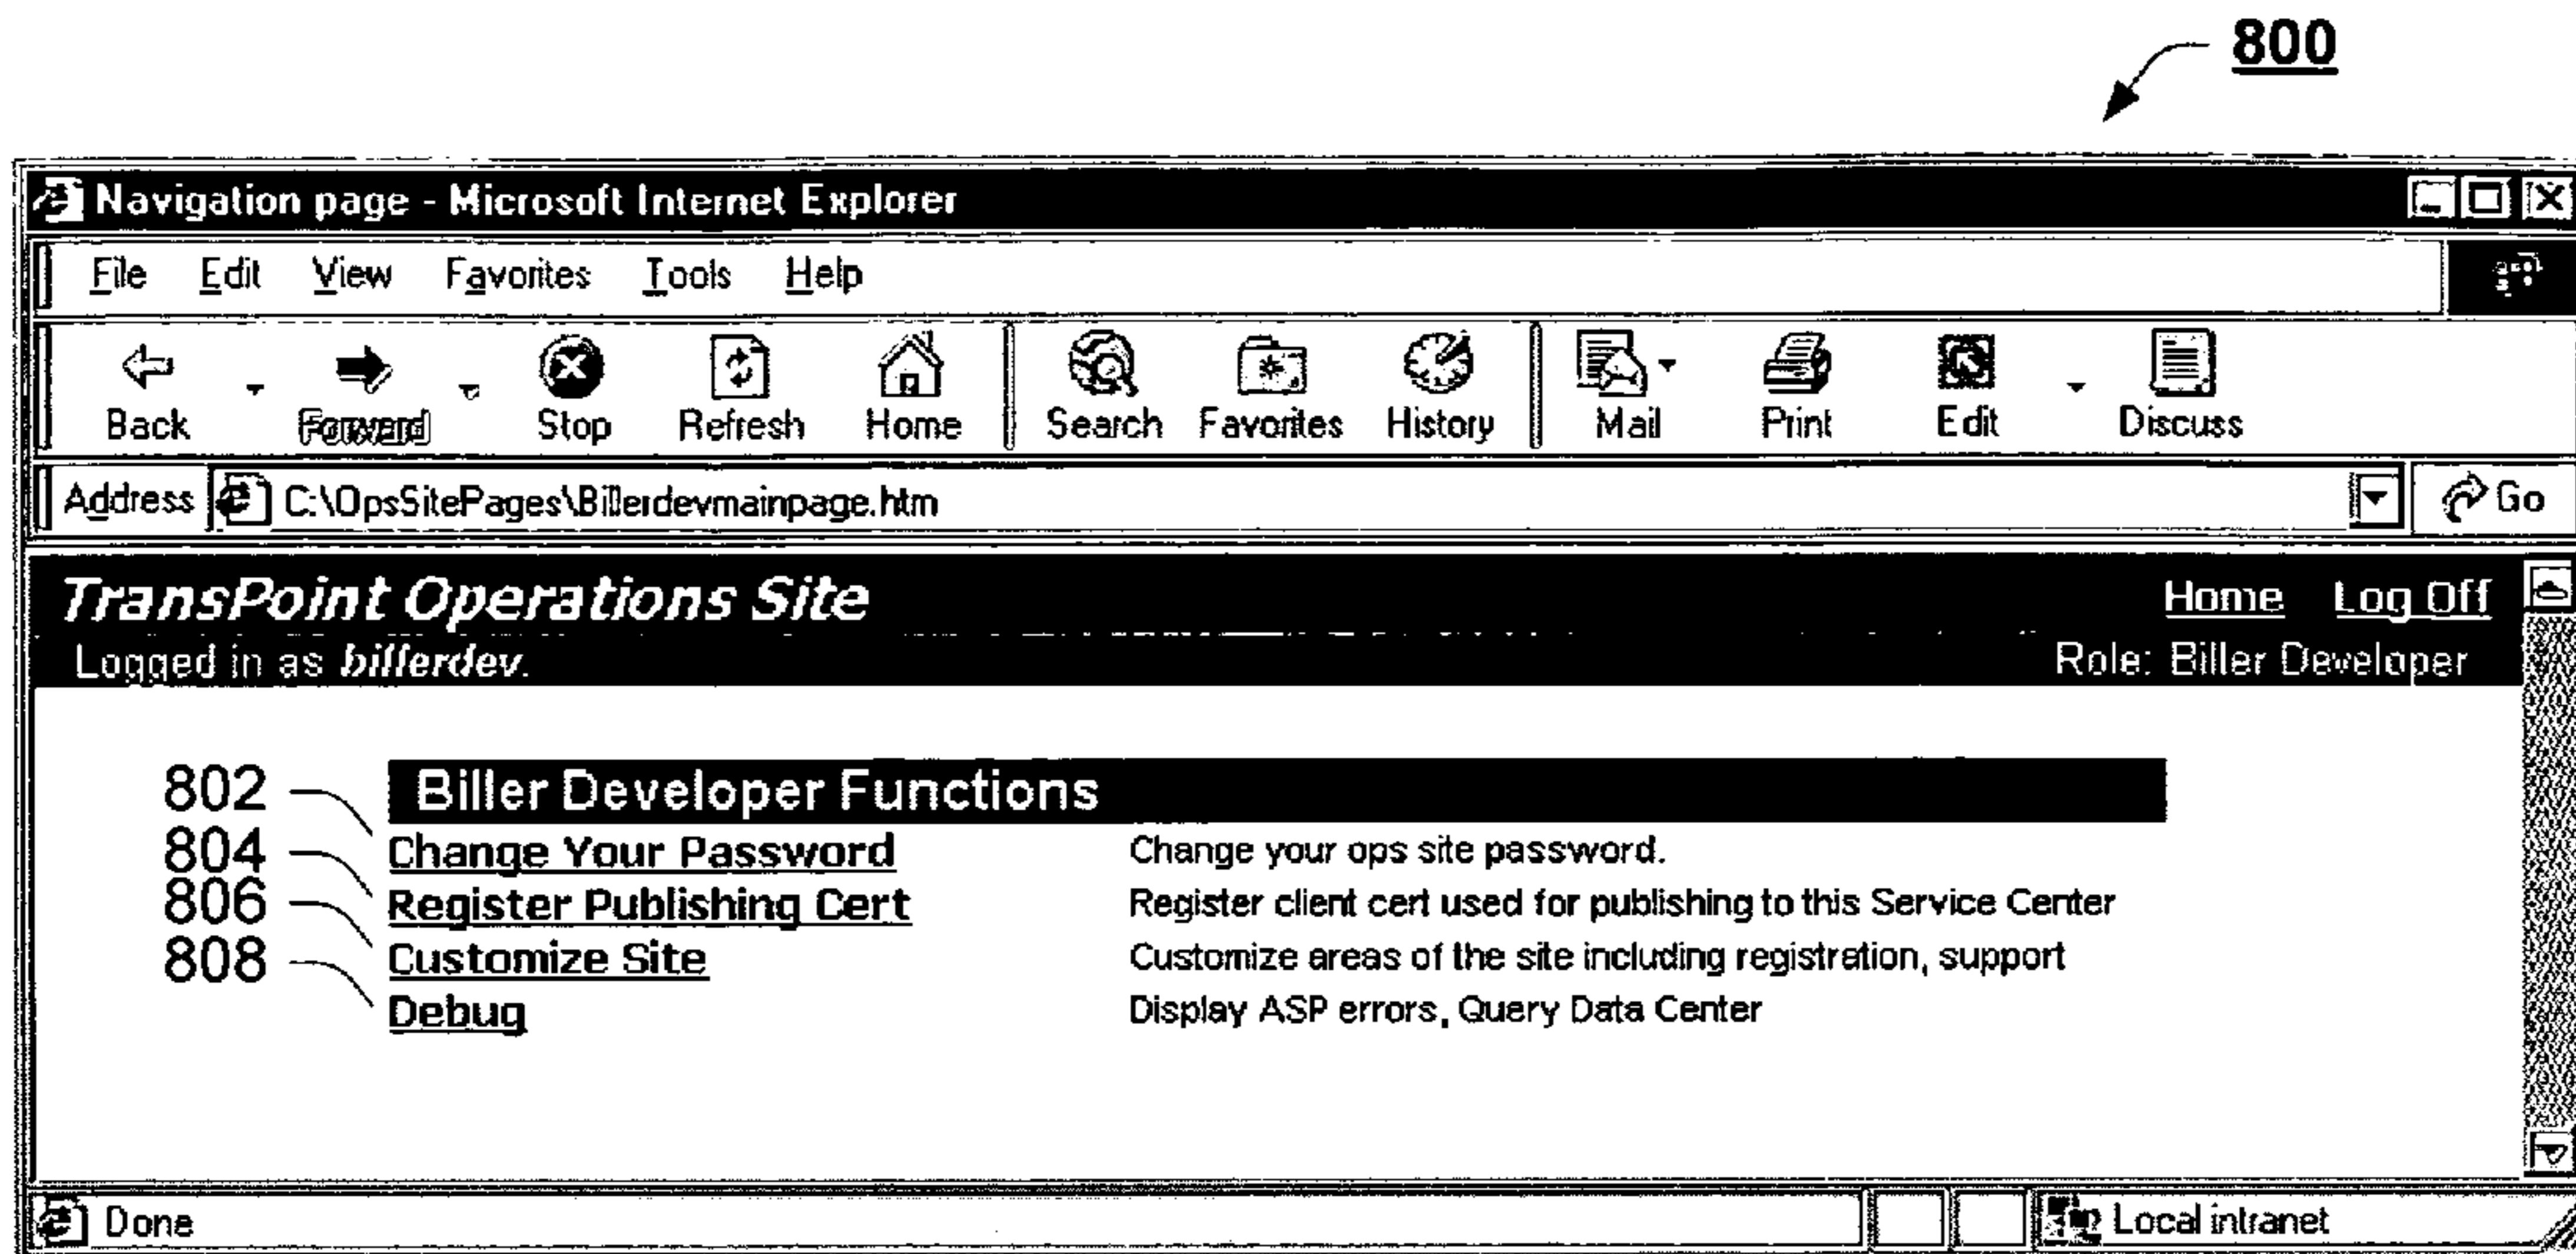 800
Navigation page - Microsoft Internet Explorer
File Edit View Favorites Tools Help
Back Forward Stop Refresh Home Search Favorites History Mail Print Edit Discuss
Address C:\OpsSitePages\Billerdevmainpage.htm Go
TransPoint Operations Site Home Log Off
Logged in as billerdev. Role: Biller Developer
802 Biller Developer Functions
804 Change Your Password Change your ops site password.
806 Register Publishing Cert Register client cert used for publishing to this Service Center
808 Customize Site Customize areas of the site including registration, support
Debug Display ASP errors, Query Data Center
Done Local intranet